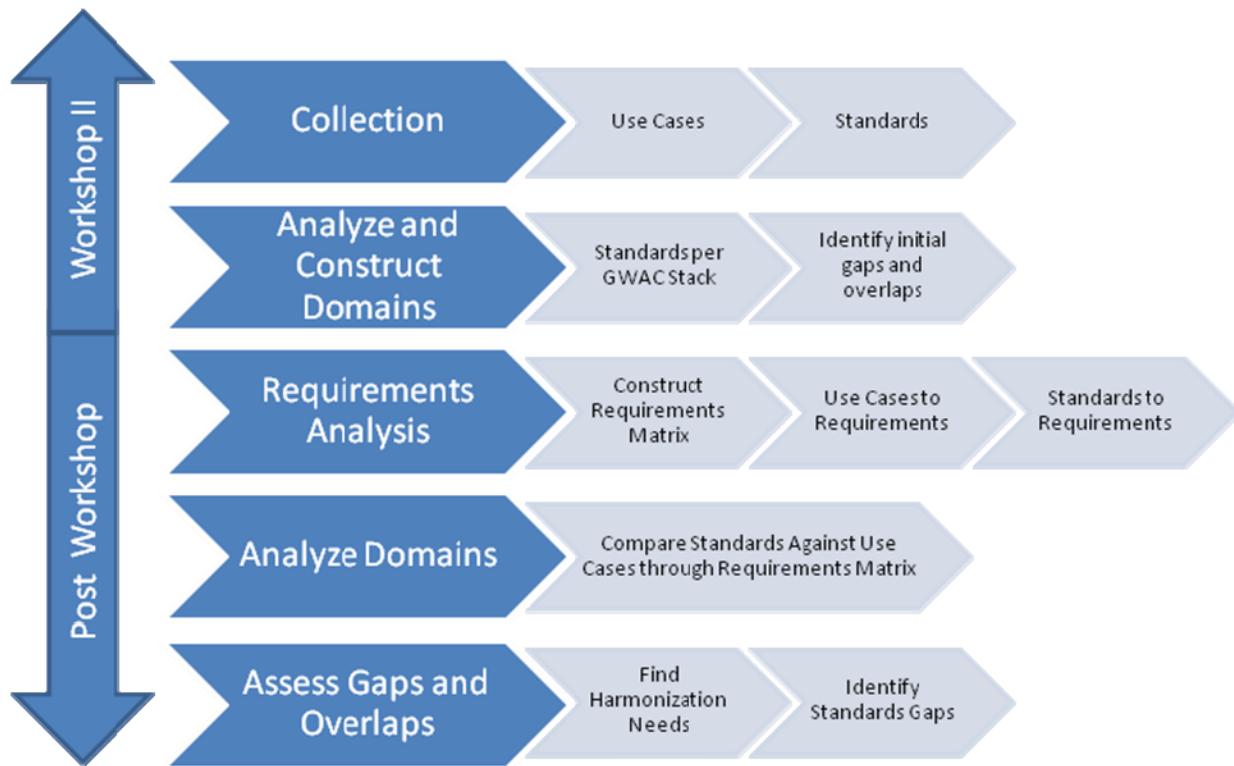 Workshop II
Post Workshop
Collection
Use Cases
Standards
Analyze and
Construct
Domains
Standards per
GWAC Stack
Identify initial
gaps and
overlaps
Requirements
Analysis
Construct
Requirements
Matrix
Use Cases to
Requirements
Standards to
Requirements
Analyze Domains
Compare Standards Against Use
Cases through Requirements Matrix
Assess Gaps and
Overlaps
Find
Harmonization
Needs
Identify
Standards Gaps